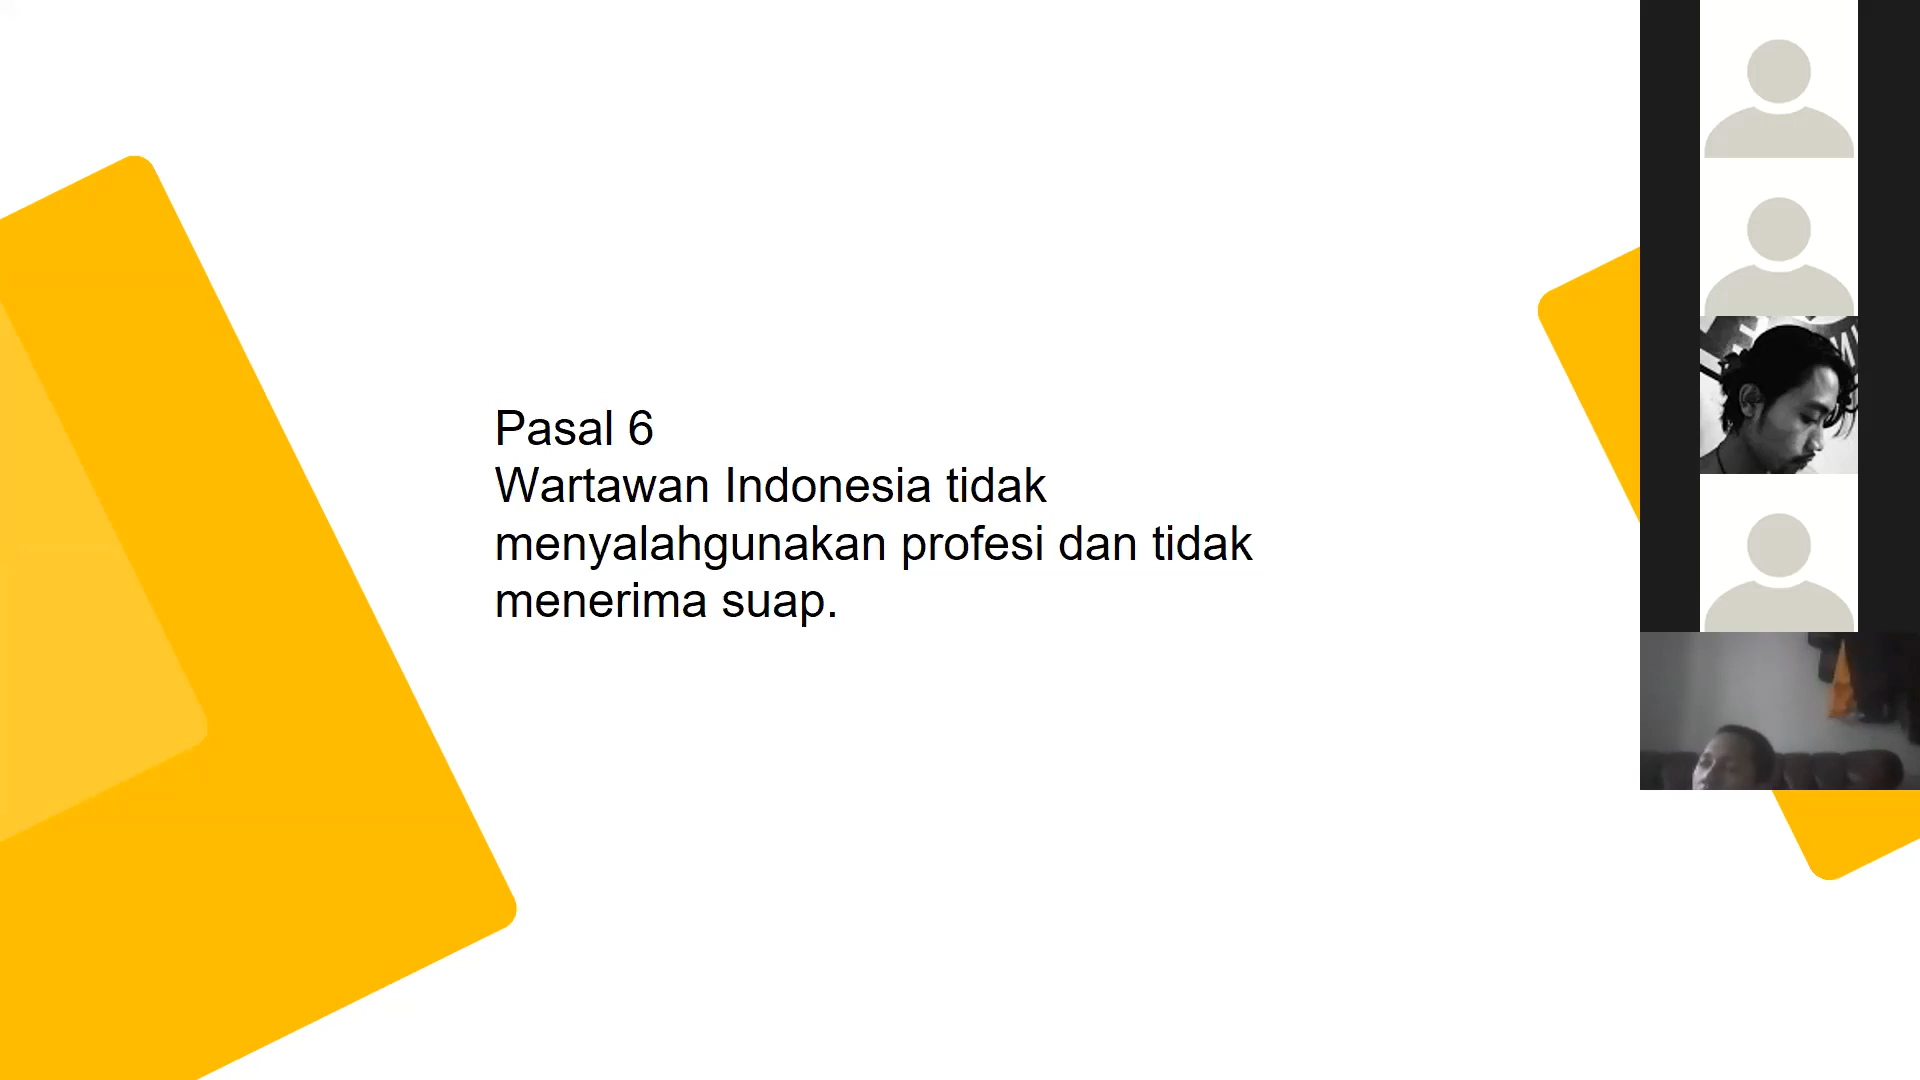 Pasal 6
Wartawan Indonesia tidak
menyalahgunakan profesi dan tidak
menerima suap.